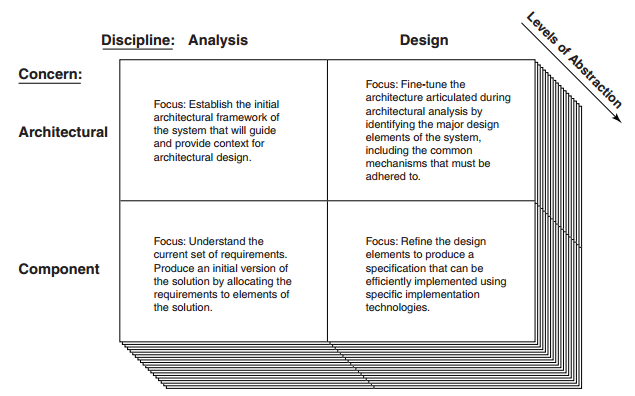 Levels of Abstraction
Discipline: Analysis
Design
Concern:
Architectural
Focus: Establish the initial
architectural framework of
the system that will guide
and provide context for
architectural design.
Focus: Fine-tune the
architecture articulated during
architectural analysis by
identifying the major design
elements of the system,
including the common
mechanisms that must be
adhered to.
Component
Focus: Understand the
current set of requirements.
Produce an initial version of
the solution by allocating the
requirements to elements of
the solution.
Focus: Refine the design
elements to produce a
specification that can be
efficiently implemented using
specific implementation
technologies.